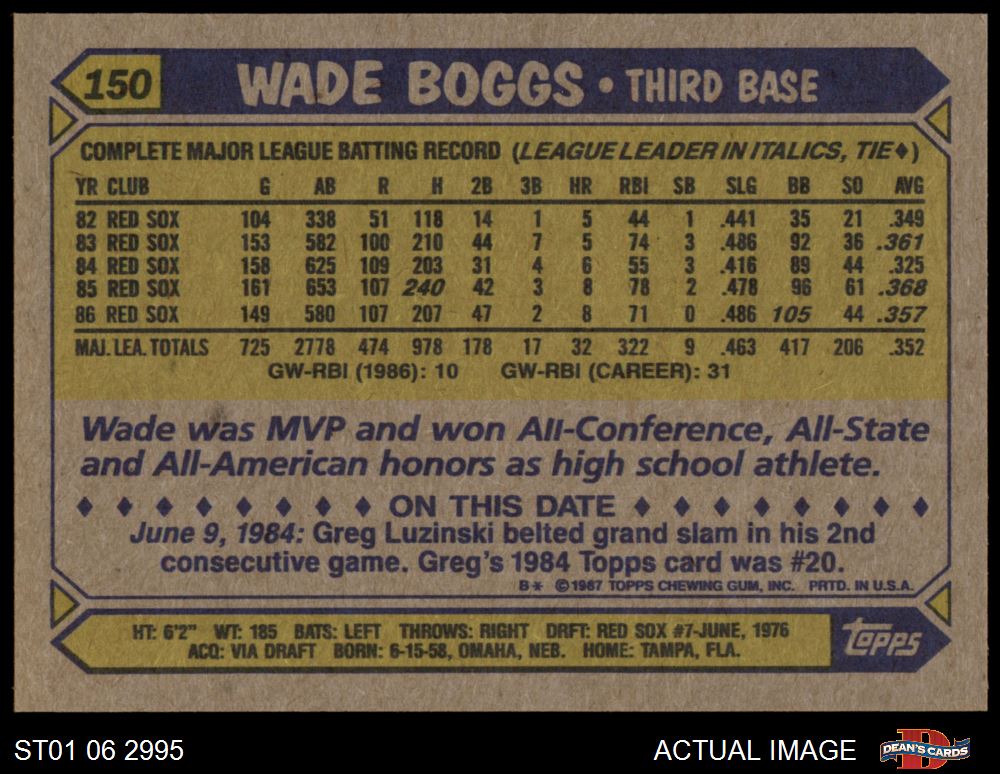 150 WADE BOGGS • THIRD BASE
COMPLETE MAJOR LEAGUE BATTING RECORD (LEAGUE LEADER IN ITALICS, TIE♦)
YR CLUB G AB R H 2B 3B HR RBI SB SLG BB SO AVG
82 RED SOX 104 338 51 118 14 1 5 44 1 .441 35 21 .349
83 RED SOX 153 582 100 210 44 7 5 74 3 .486 92 36 .361
84 RED SOX 158 625 109 203 31 4 6 55 3 .416 89 44 .325
85 RED SOX 161 653 107 240 42 3 8 78 2 .478 96 61 .368
86 RED SOX 149 580 107 207 47 2 8 71 0 .486 105 44 .357
MAJ. LEA. TOTALS 725 2778 474 978 178 17 32 322 9 .463 417 206 .352
GW-RBI (1986): 10 GW-RBI (CAREER): 31
Wade was MVP and won All-Conference, All-State
and All-American honors as high school athlete.
♦ ♦ ♦ ♦ ♦ ♦ ♦ ♦ ON THIS DATE ♦ ♦ ♦ ♦ ♦ ♦ ♦ ♦
June 9, 1984: Greg Luzinski belted grand slam in his 2nd
consecutive game. Greg's 1984 Topps card was #20.
B* ©1987 TOPPS CHEWING GUM, INC. PRTD. IN U.S.A.
HT: 6'2" WT: 185 BATS: LEFT THROWS: RIGHT DRFT: RED SOX #7-JUNE, 1976
ACQ: VIA DRAFT BORN: 6-15-58, OMAHA, NEB. HOME: TAMPA, FLA.
TOPPS
ST01 06 2995 ACTUAL IMAGE DEAN'S CARDS